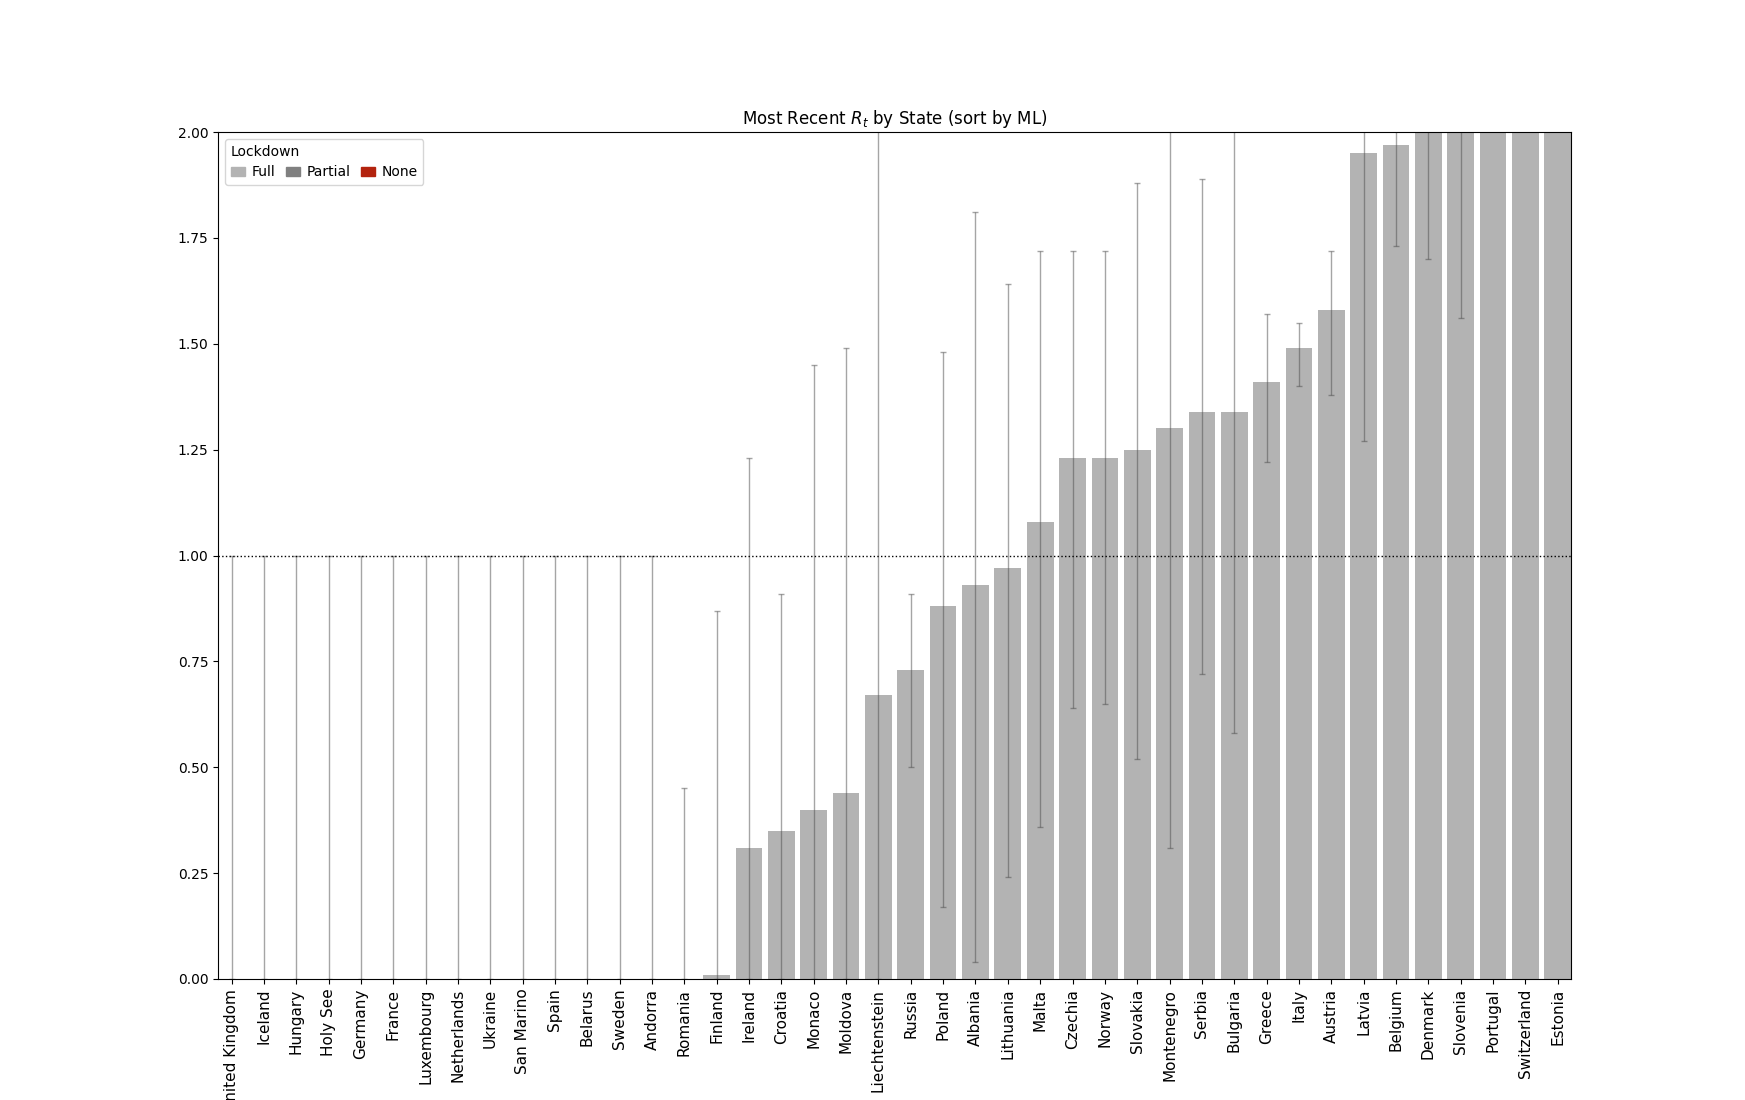 Most Recent Rt by State (sort by ML)
Lockdown
Full Partial None
2.00
1.75
1.50
1.25
1.00
0.75
0.50
0.25
0.00
nited Kingdom
Iceland
Hungary
Holy See
Germany
France
Luxembourg
Netherlands
Ukraine
San Marino
Spain
Belarus
Sweden
Andorra
Romania
Finland
Ireland
Croatia
Monaco
Moldova
Liechtenstein
Russia
Poland
Albania
Lithuania
Malta
Czechia
Norway
Slovakia
Montenegro
Serbia
Bulgaria
Greece
Italy
Austria
Latvia
Belgium
Denmark
Slovenia
Portugal
Switzerland
Estonia